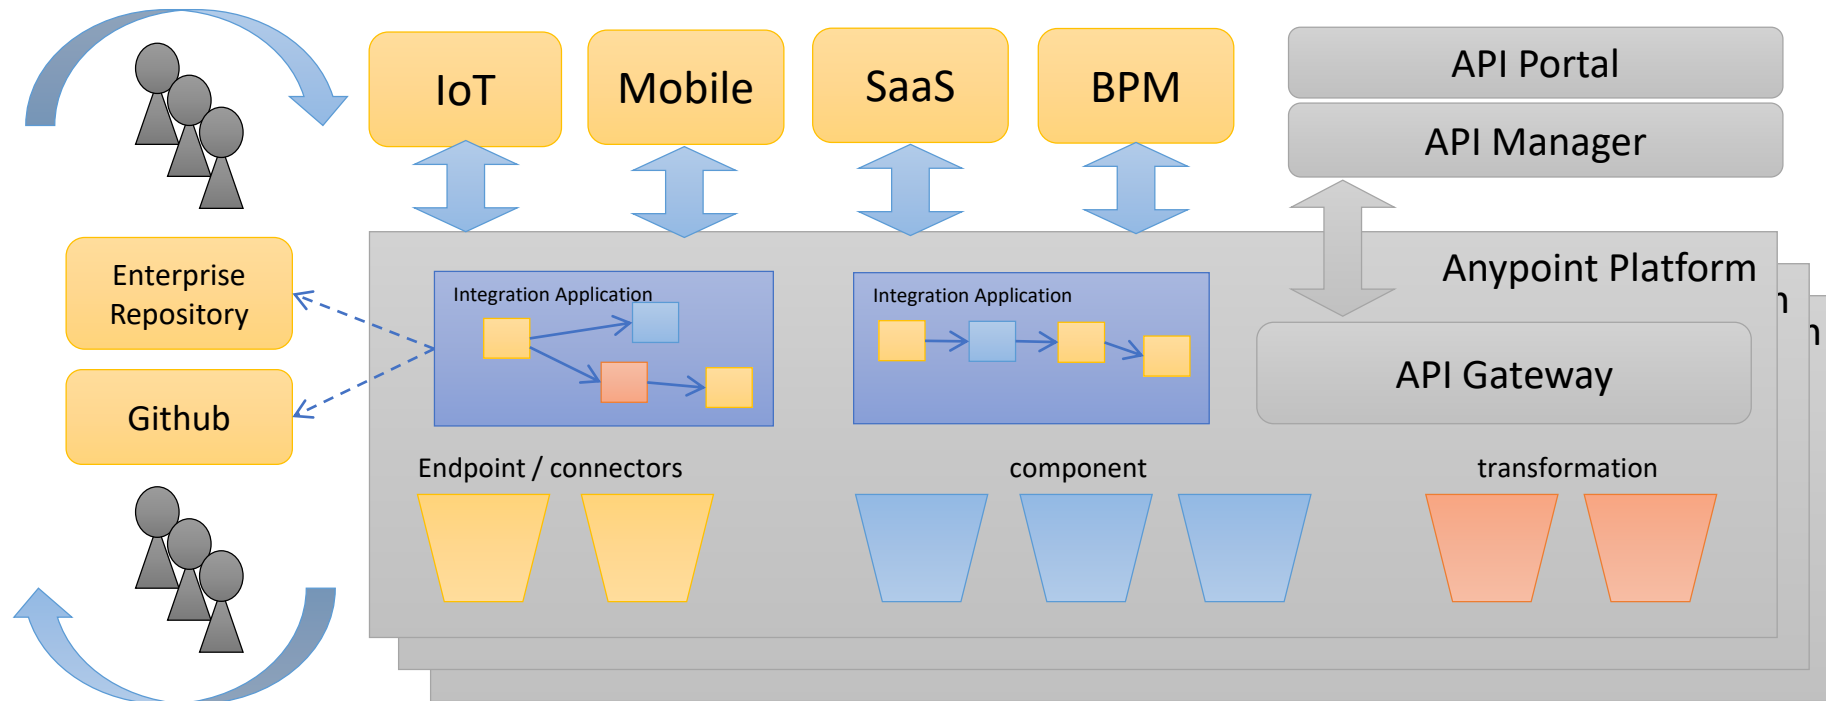 IoT
Mobile
SaaS
BPM
API Portal
API Manager
Anypoint Platform
m
m
Enterprise
Repository
Github
Integration Application
Integration Application
API Gateway
Endpoint / connectors
component
transformation